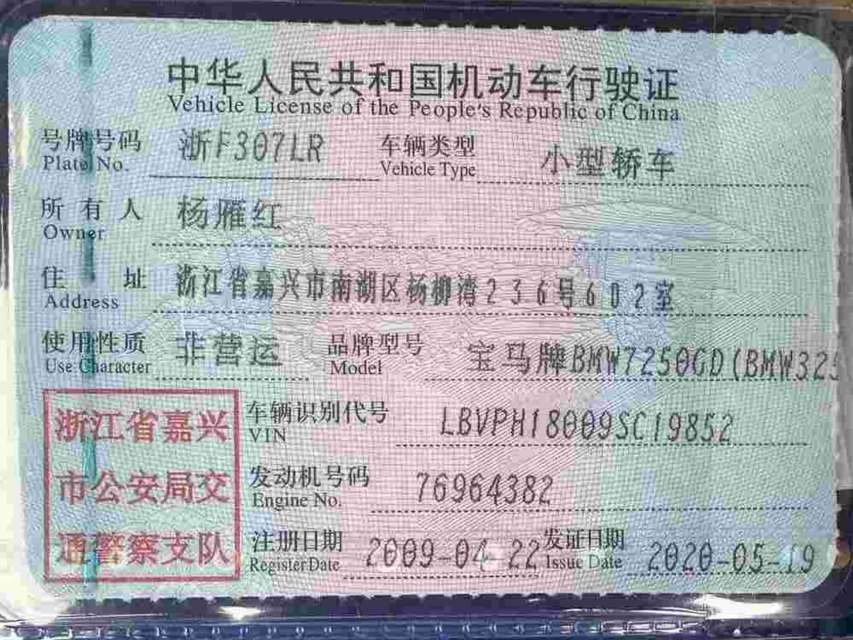 中华人民共和国机动车行驶证
Vehicle License of the People's Republic of China
号牌号码 浙F307LR 车辆类型 小型轿车
Plate No. Vehicle Type
所有人 杨雁红
Owner
住址 浙江省嘉兴市南湖区杨柳湾236号602室
Address
使用性质 非营运 品牌型号 宝马牌BMW7250GD(BMW325
Use Character Model
浙江省嘉兴 车辆识别代号 LBVPH18009SC19852
VIN
市公安局交 发动机号码 76964382
Engine No.
通警察支队 注册日期 2009-04-22 发证日期 2020-05-19
Register Date Issue Date